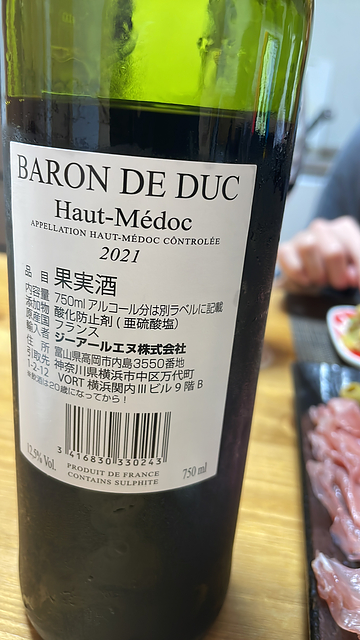 BARON DE DUC
Haut-Médoc
APPELLATION HAUT-MÉDOC CÔNTROLÉE
2021
品 目 果実酒
内容量 750ml アルコール分は別ラベルに記載
添加物 酸化防止剤(亜硫酸塩)
原産国 フランス
輸入者 ジーアールエヌ株式会社
住 所 富山県高岡市内島3550番地
引取先 神奈川県横浜市中区万代町
1-2-12 VORT 横浜関内Ⅲビル 9 階 B
飲酒は20歳になってから!
3 416830 330243
12,5% Vol.
PRODUIT DE FRANCE
CONTAINS SULPHITE
750 ml